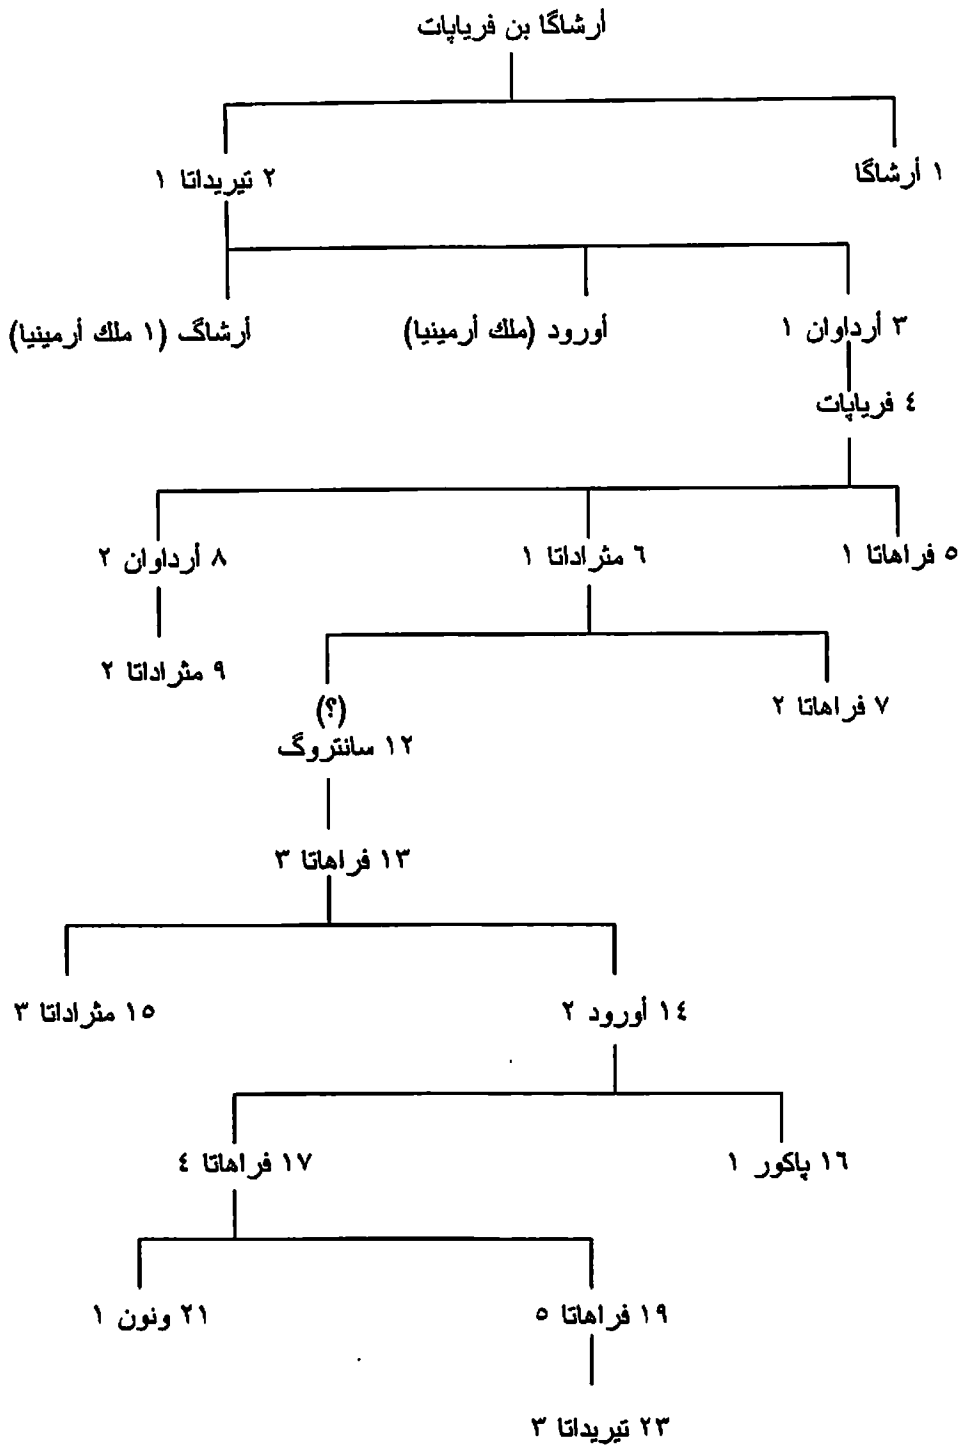 أرشاگا بن فرياپات
١ أرشاگا
٢ تيريداتا ١
٣ أرداوان ١
أورود (ملك أرمينيا)
أرشاگ (١ ملك أرمينيا)
٤ فرياپات
٥ فراهاتا ١
٦ مثراداتا ١
٨ أرداوان ٢
٩ مثراداتا ٢
٧ فراهاتا ٢
(؟)
١٢ سانتروگ
١٣ فراهاتا ٣
١٤ أورود ٢
١٥ مثراداتا ٣
١٦ پاكور ١
١٧ فراهاتا ٤
١٩ فراهاتا ٥
٢١ ونون ١
٢٣ تيريداتا ٣